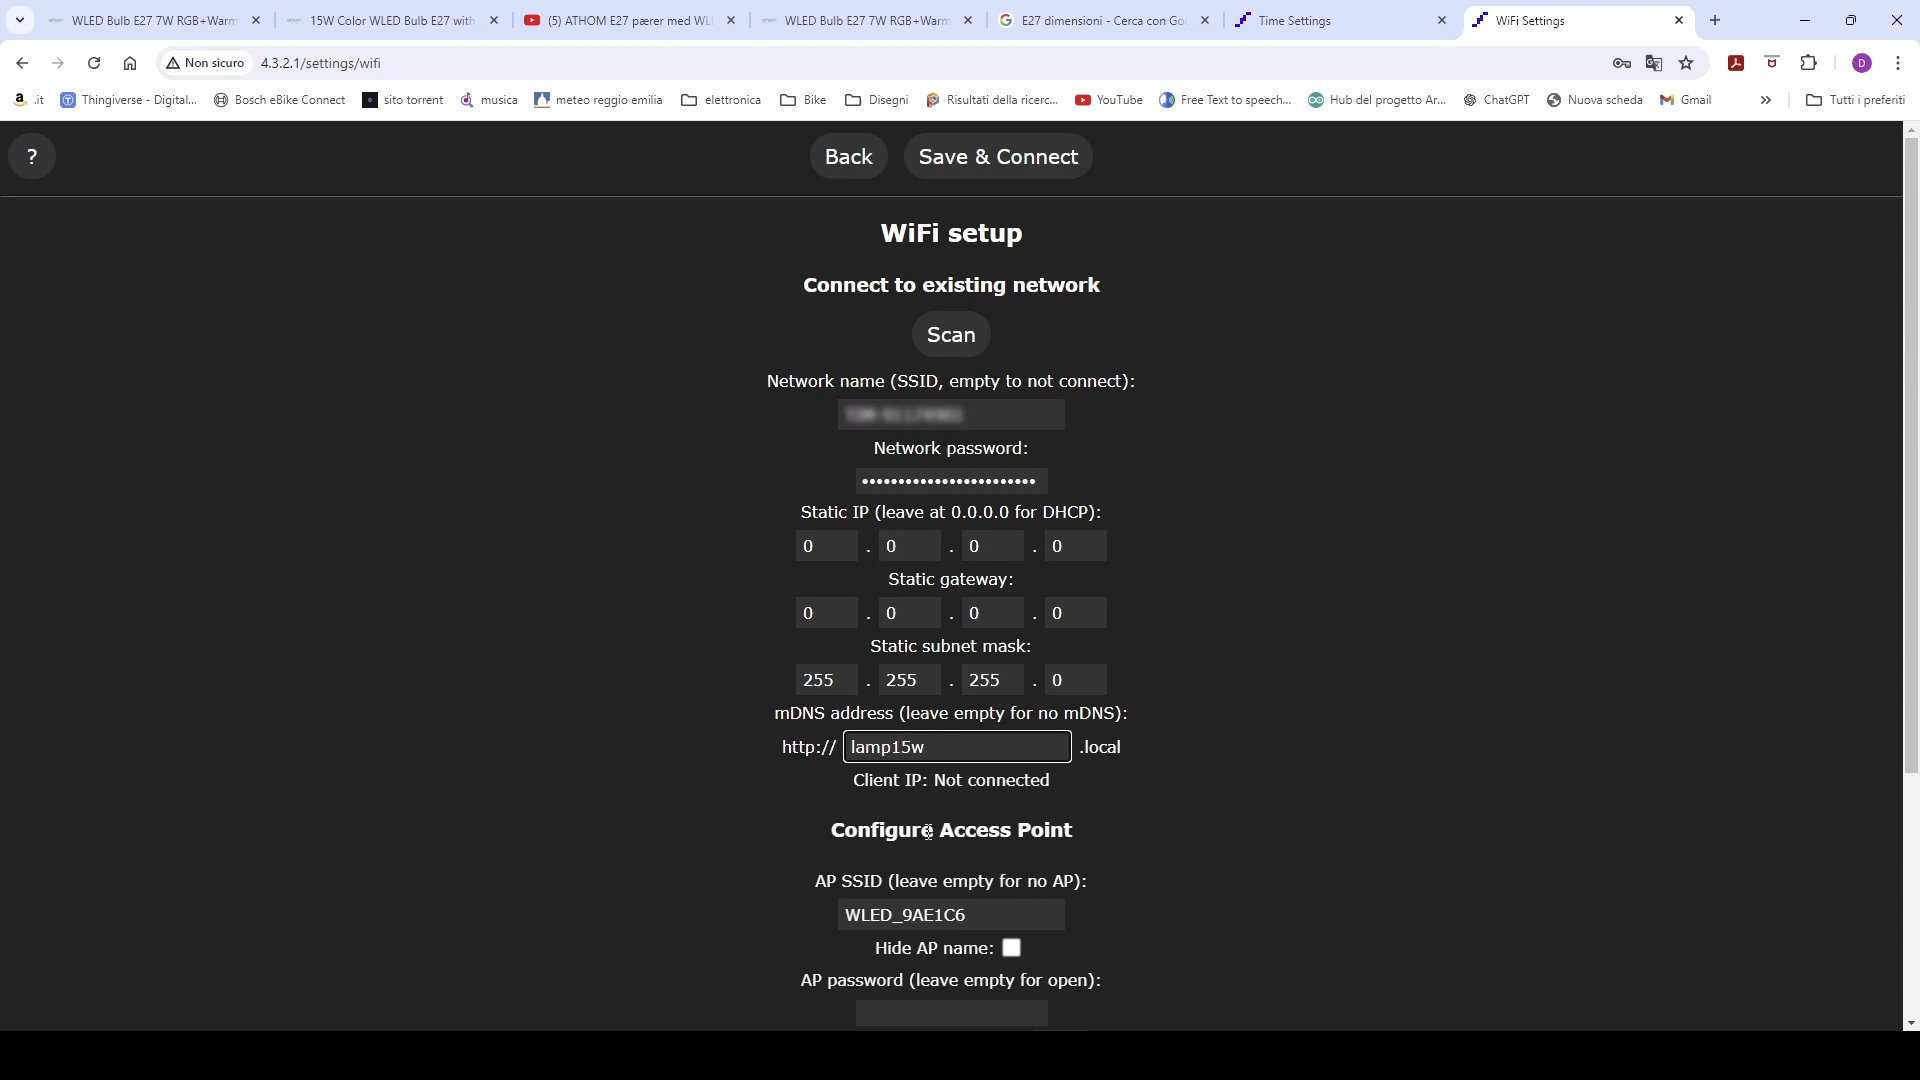 WLED Bulb E27 7W RGB+Warm
15W Color WLED Bulb E27 with
(5) ATHOM E27 pærer med WL
WLED Bulb E27 7W RGB+Warm
E27 dimensioni - Cerca con Go
Time Settings
WiFi Settings
Non sicuro
4.3.2.1/settings/wifi
D
.it
Thingiverse - Digital...
Bosch eBike Connect
sito torrent
musica
meteo reggio emilia
elettronica
Bike
Disegni
Risultati della ricerc...
YouTube
Free Text to speech...
Hub del progetto Ar...
ChatGPT
Nuova scheda
Gmail
»
Tutti i preferiti
?
Back
Save & Connect
WiFi setup
Connect to existing network
Scan
Network name (SSID, empty to not connect):
Network password:
••••••••••••••••••••••••
Static IP (leave at 0.0.0.0 for DHCP):
0 . 0 . 0 . 0
Static gateway:
0 . 0 . 0 . 0
Static subnet mask:
255 . 255 . 255 . 0
mDNS address (leave empty for no mDNS):
http:// lamp15w .local
Client IP: Not connected
Configure Access Point
AP SSID (leave empty for no AP):
WLED_9AE1C6
Hide AP name:
AP password (leave empty for open):